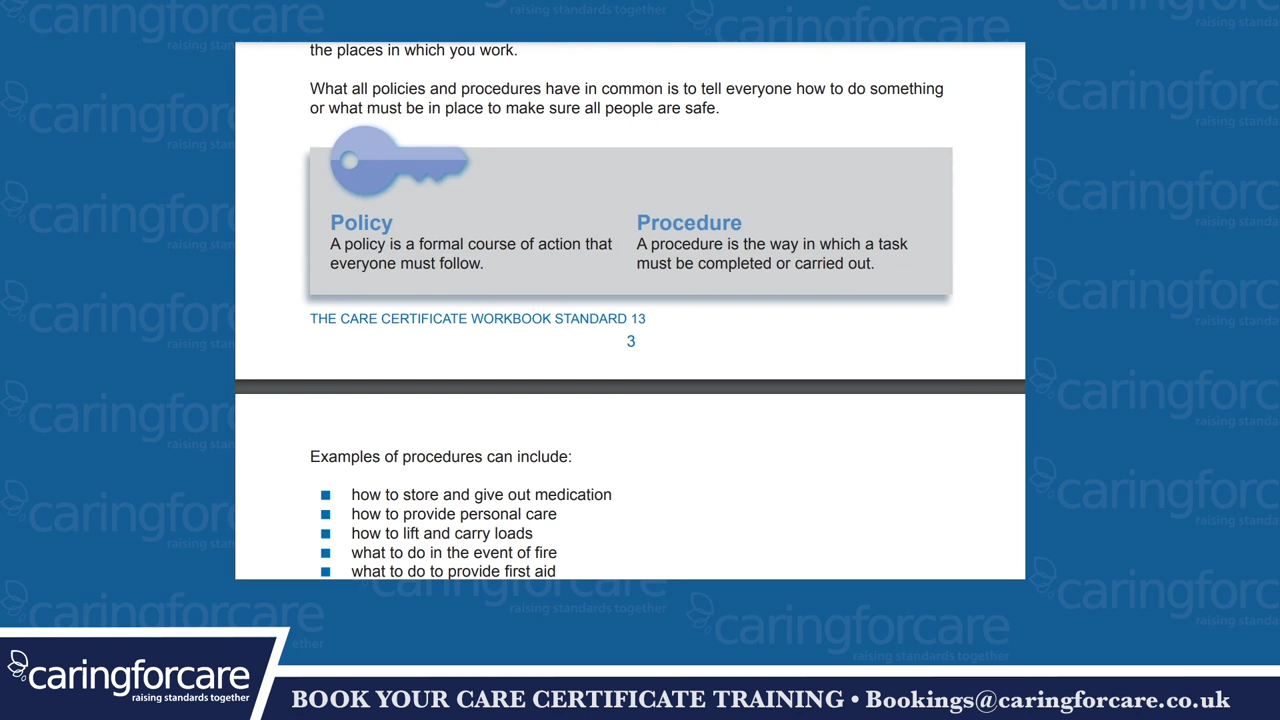 the places in which you work.
What all policies and procedures have in common is to tell everyone how to do something
or what must be in place to make sure all people are safe.
Policy
A policy is a formal course of action that
everyone must follow.
Procedure
A procedure is the way in which a task
must be completed or carried out.
THE CARE CERTIFICATE WORKBOOK STANDARD 13
3
Examples of procedures can include:
how to store and give out medication
how to provide personal care
how to lift and carry loads
what to do in the event of fire
what to do to provide first aid
caringforcare
raising standards together
BOOK YOUR CARE CERTIFICATE TRAINING • Bookings@caringforcare.co.uk